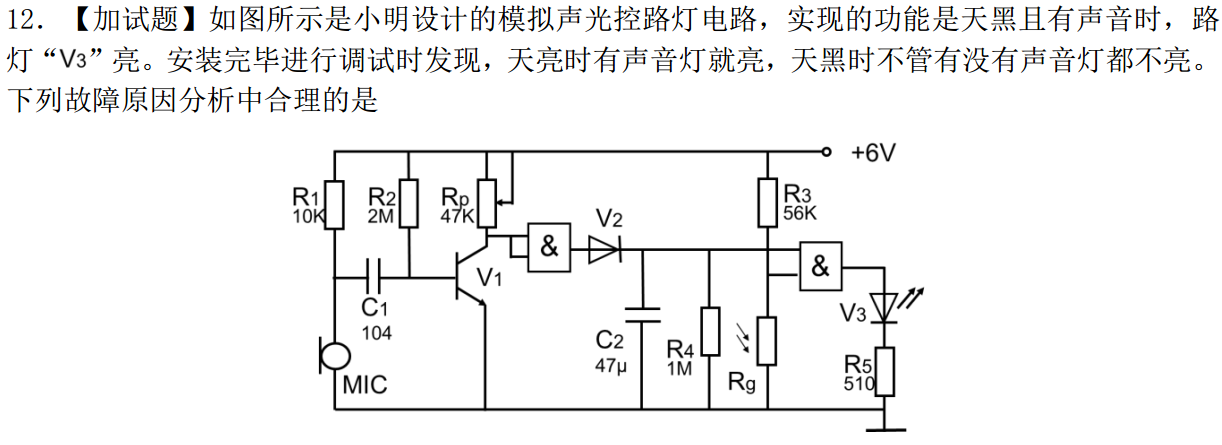 12．【加试题】如图所示是小明设计的模拟声光控路灯电路，实现的功能是天黑且有声音时，路
灯“V3”亮。安装完毕进行调试时发现，天亮时有声音灯就亮，天黑时不管有没有声音灯都不亮。
下列故障原因分析中合理的是
+6V
R1
10K
R2
2M
Rp
47K
R3
56K
V2
&
&
V1
C1
104
V3
C2
47μ
R4
1M
Rg
R5
510
MIC